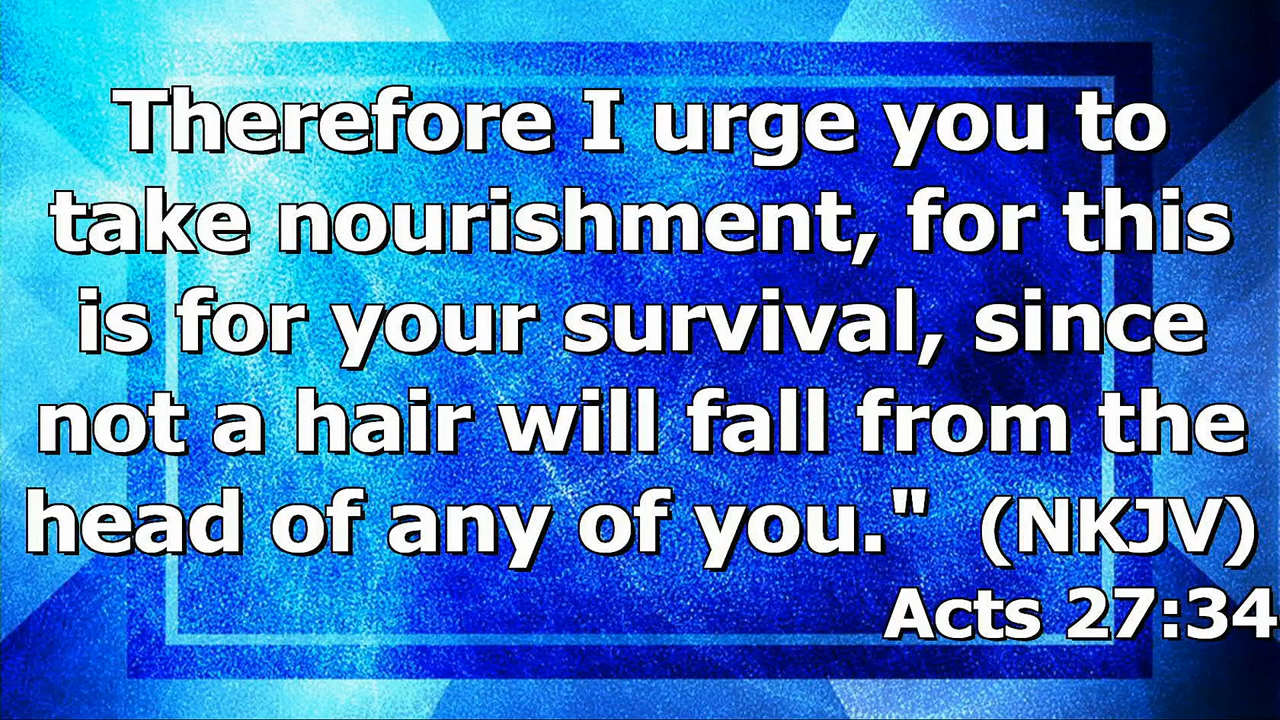 Therefore I urge you to
take nourishment, for this
is for your survival, since
not a hair will fall from the
head of any of you." (NKJV)
Acts 27:34